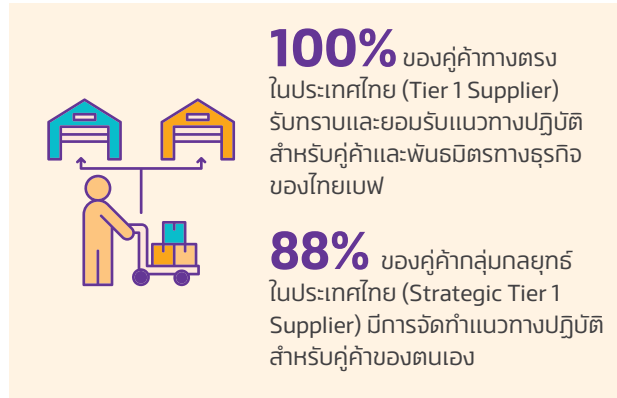 100% ของคู่ค้าทางตรง
ในประเทศไทย (Tier 1 Supplier)
รับทราบและยอมรับแนวทางปฏิบัติ
สำหรับคู่ค้าและพันธมิตรทางธุรกิจ
ของไทยเบฟ
88% ของคู่ค้ากลุ่มกลยุทธ์
ในประเทศไทย (Strategic Tier 1
Supplier) มีการจัดทำแนวทางปฏิบัติ
สำหรับคู่ค้าของตนเอง